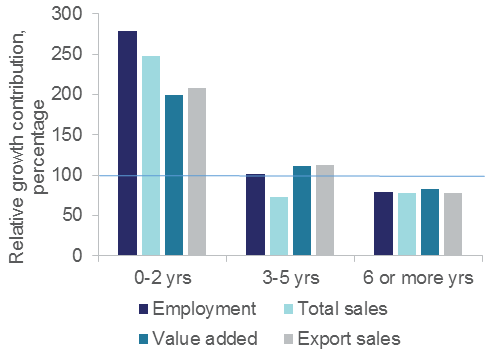 Relative growth contribution,
percentage
300
250
200
150
100
50
0
0-2 yrs 3-5 yrs 6 or more yrs
Employment Total sales
Value added Export sales